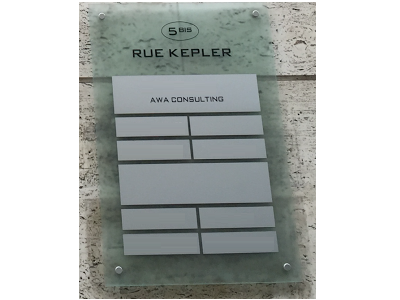 5 BIS
RUE KEPLER
AWA CONSULTING